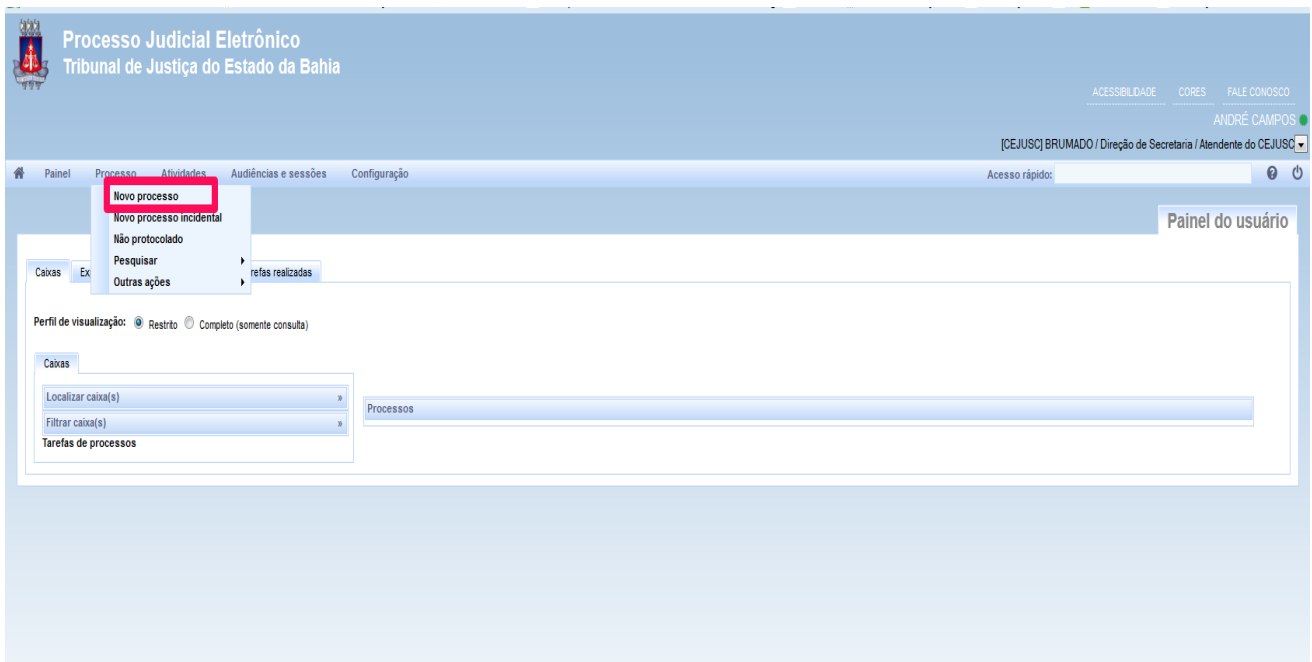 Processo Judicial Eletrônico
Tribunal de Justiça do Estado da Bahia
ACESSIBILIDADE CORES FALE CONOSCO
ANDRÉ CAMPOS
[CEJUSC] BRUMADO / Direção de Secretaria / Atendente do CEJUSC
Painel Processo Atividades Audiências e sessões Configuração Acesso rápido:
Novo processo
Novo processo incidental
Não protocolado
Pesquisar
Outras ações
Painel do usuário
Caixas Ex refas realizadas
Perfil de visualização: Restrito Completo (somente consulta)
Caixas
Localizar caixa(s) »
Filtrar caixa(s) »
Tarefas de processos
Processos